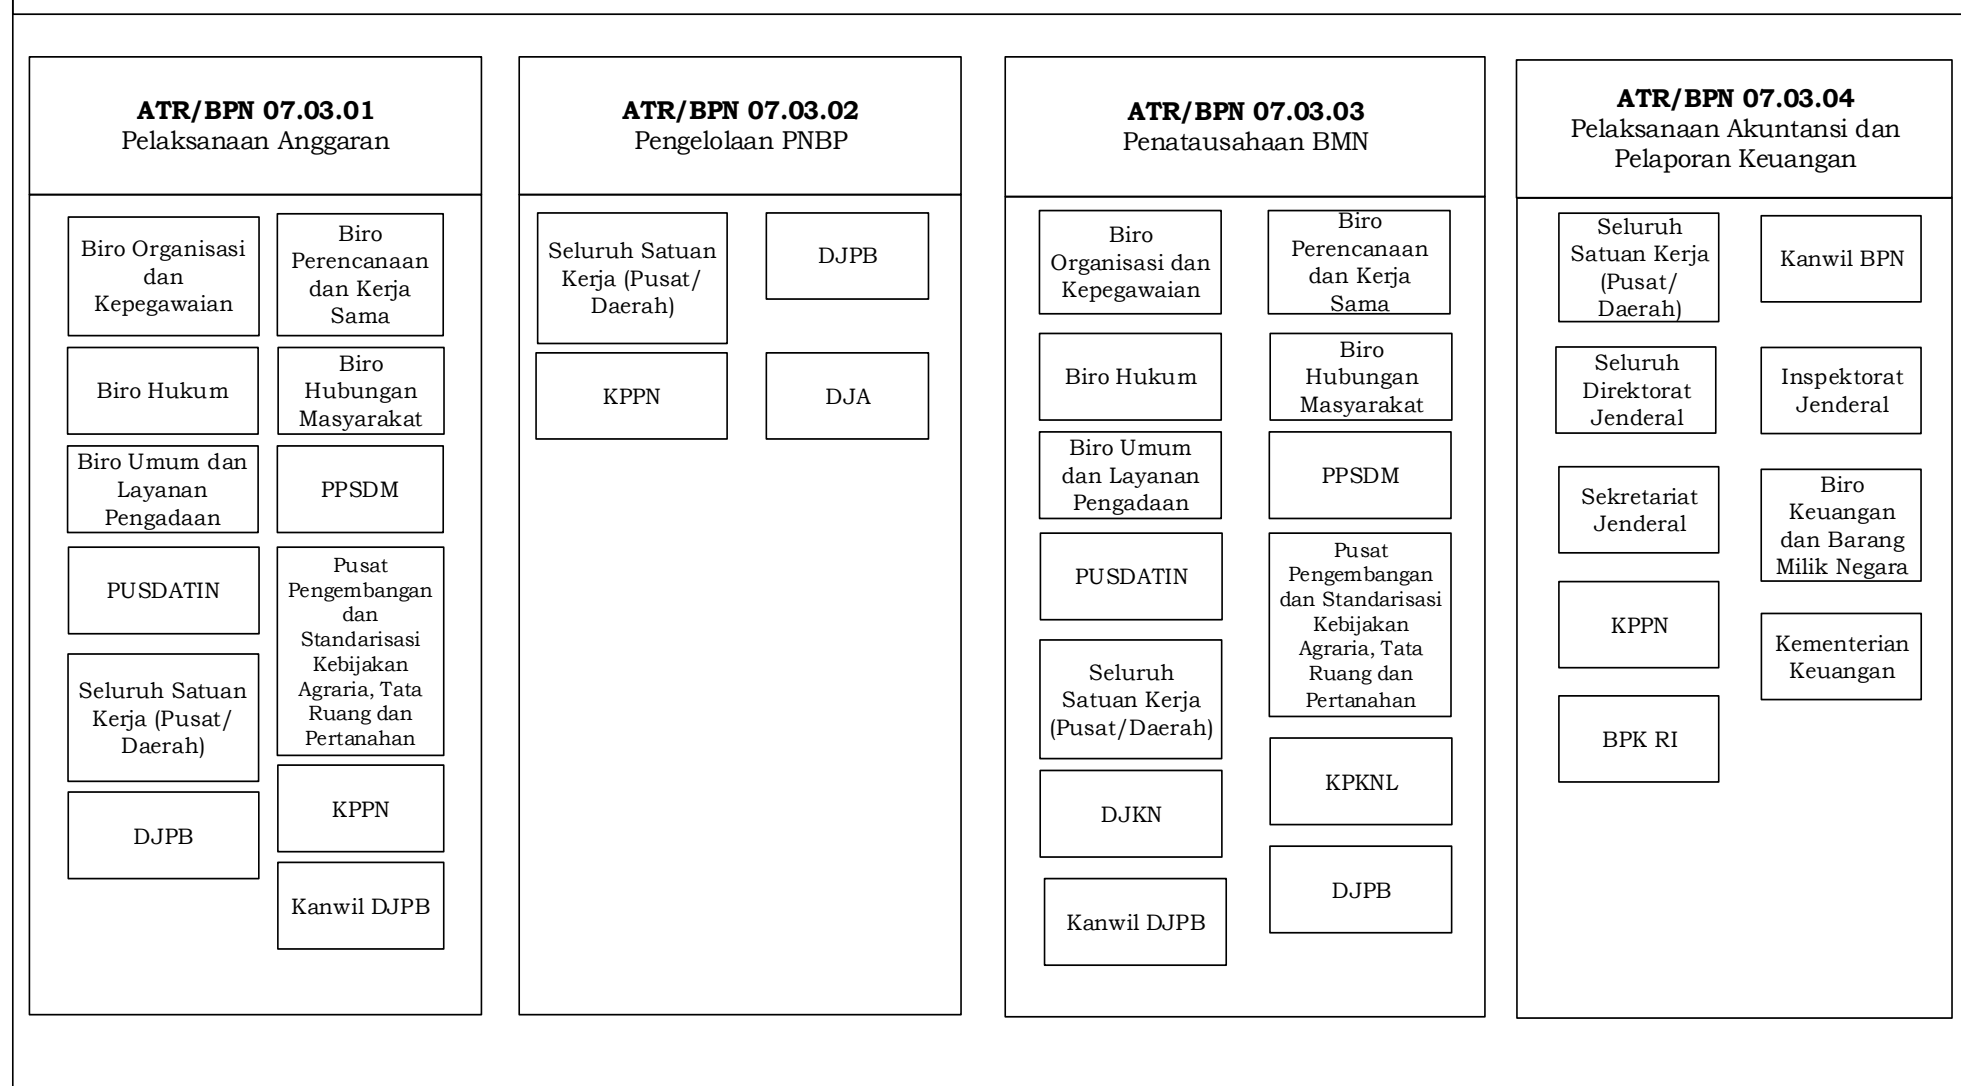 ATR/BPN 07.03.01
Pelaksanaan Anggaran
Biro Organisasi
dan
Kepegawaian
Biro
Perencanaan
dan Kerja
Sama
Biro Hukum
Biro
Hubungan
Masyarakat
Biro Umum dan
Layanan
Pengadaan
PPSDM
PUSDATIN
Pusat
Pengembangan
dan
Standarisasi
Kebijakan
Agraria, Tata
Ruang dan
Pertanahan
Seluruh Satuan
Kerja (Pusat/
Daerah)
KPPN
DJPB
Kanwil DJPB
ATR/BPN 07.03.02
Pengelolaan PNBP
Seluruh Satuan
Kerja (Pusat/
Daerah)
DJPB
KPPN
DJA
ATR/BPN 07.03.03
Penatausahaan BMN
Biro
Organisasi dan
Kepegawaian
Biro
Perencanaan
dan Kerja
Sama
Biro Hukum
Biro
Hubungan
Masyarakat
Biro Umum
dan Layanan
Pengadaan
PPSDM
PUSDATIN
Pusat
Pengembangan
dan Standarisasi
Kebijakan
Agraria, Tata
Ruang dan
Pertanahan
Seluruh
Satuan Kerja
(Pusat/Daerah)
KPKNL
DJKN
DJPB
Kanwil DJPB
ATR/BPN 07.03.04
Pelaksanaan Akuntansi dan
Pelaporan Keuangan
Seluruh
Satuan Kerja
(Pusat/
Daerah)
Kanwil BPN
Seluruh
Direktorat
Jenderal
Inspektorat
Jenderal
Sekretariat
Jenderal
Biro
Keuangan
dan Barang
Milik Negara
KPPN
Kementerian
Keuangan
BPK RI